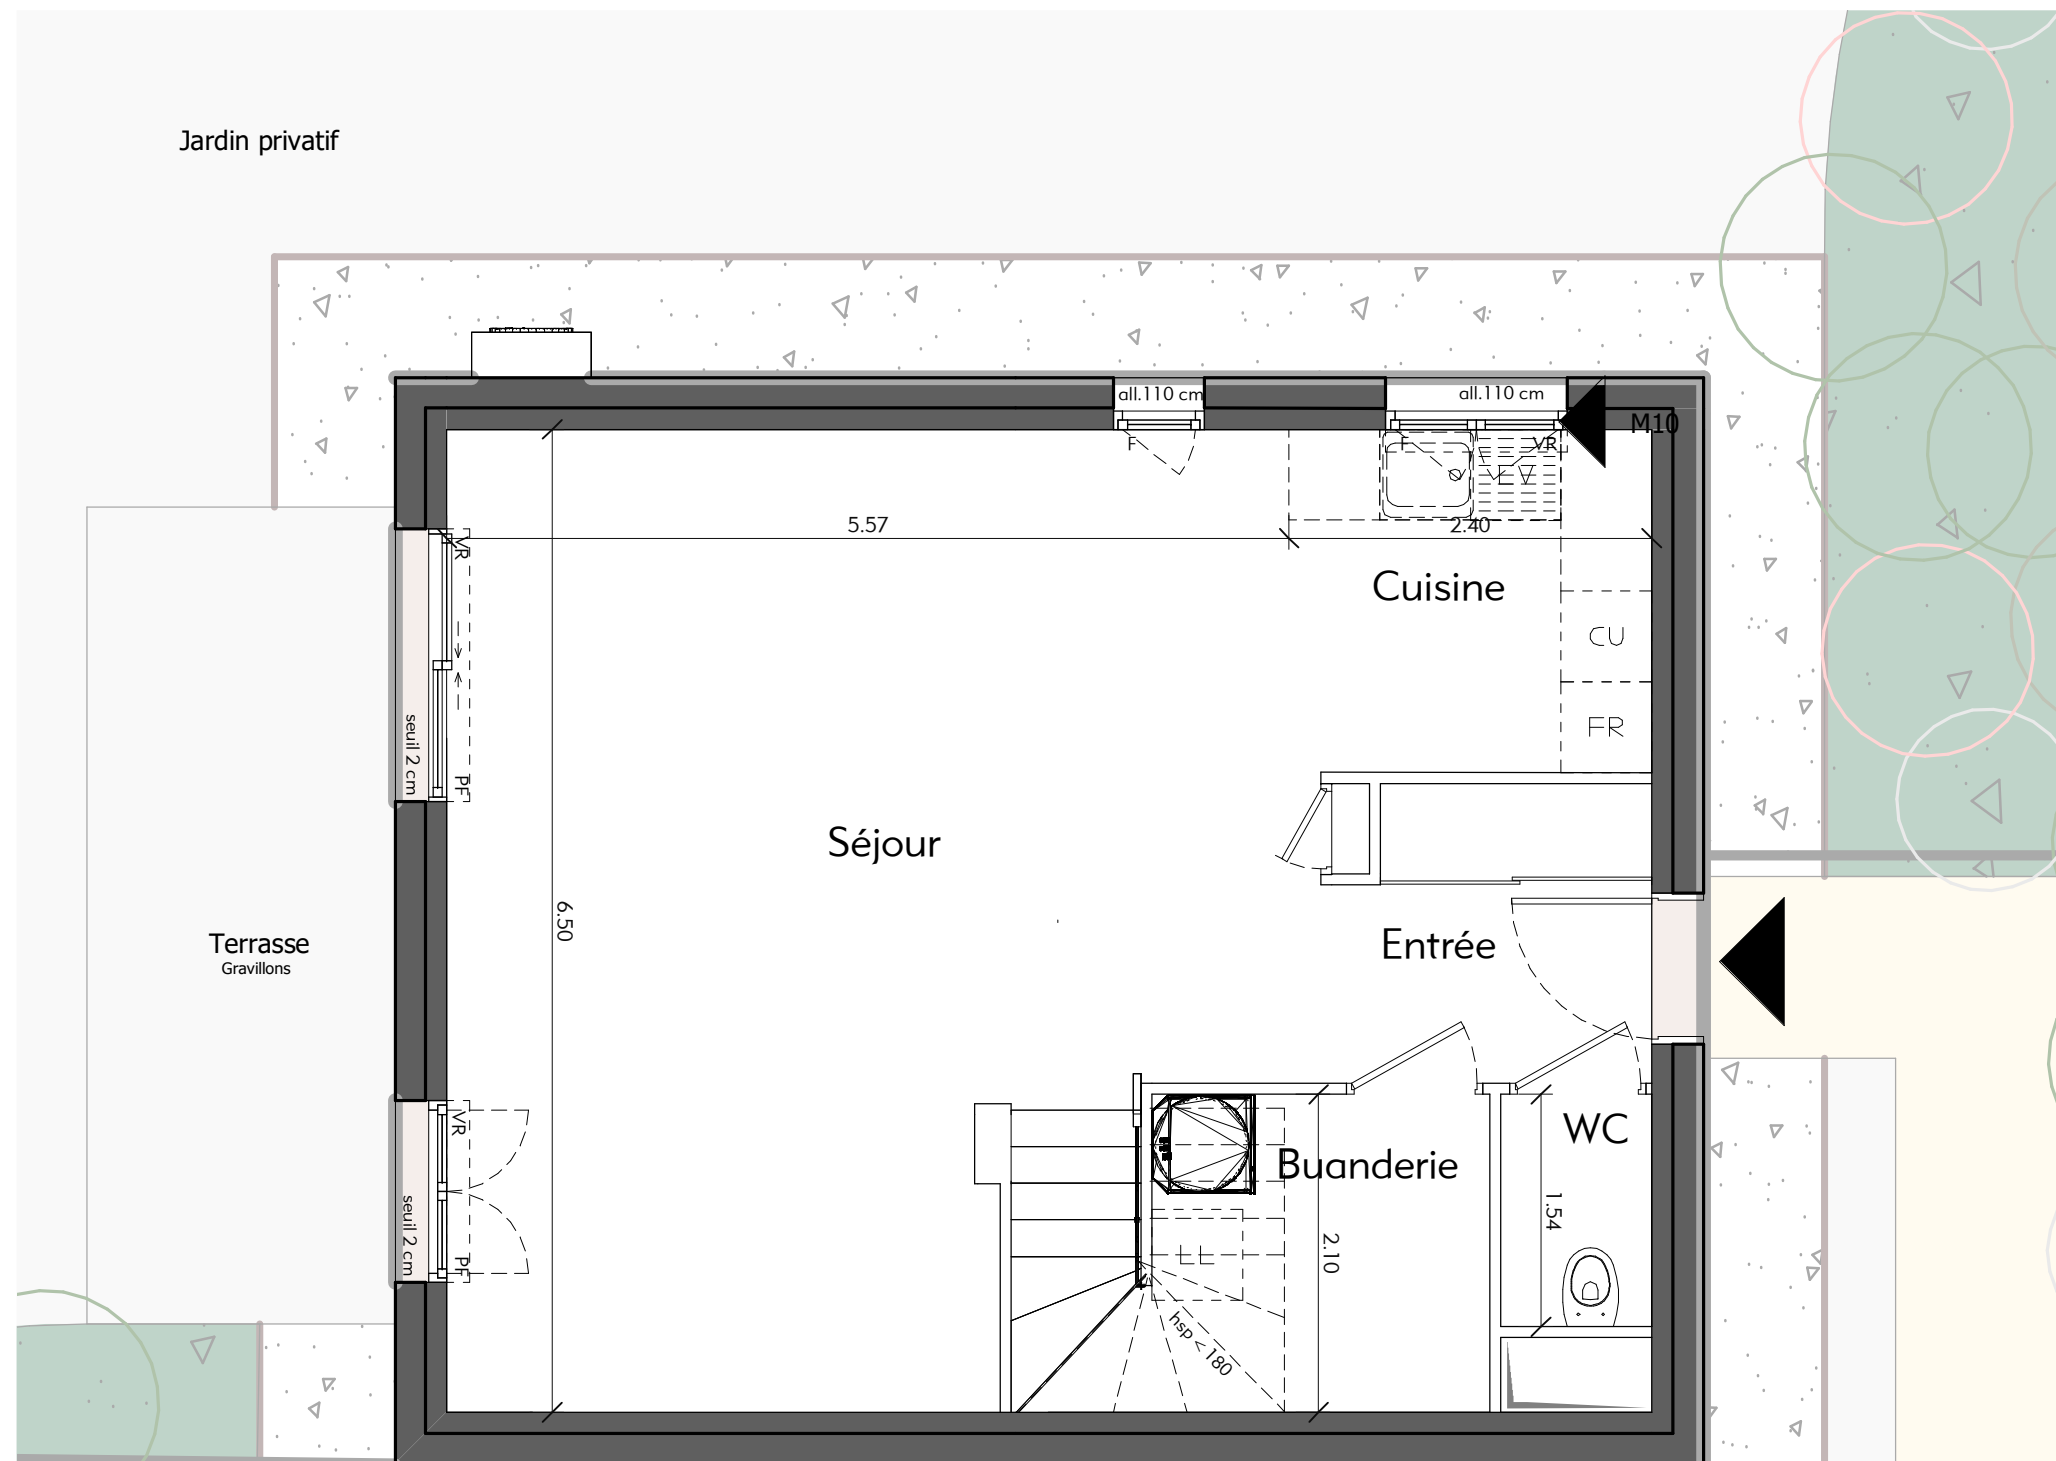 Jardin privatif
all.110 cm
all.110 cm
M10
F
F
VR
EV
5.57
2.40
VR
Cuisine
CU
FR
seuil 2 cm
PF
Séjour
6.50
Entrée
Terrasse
Gravillons
VR
WC
Buanderie
1.54
seuil 2 cm
PF
LL
2.10
hsp < 180